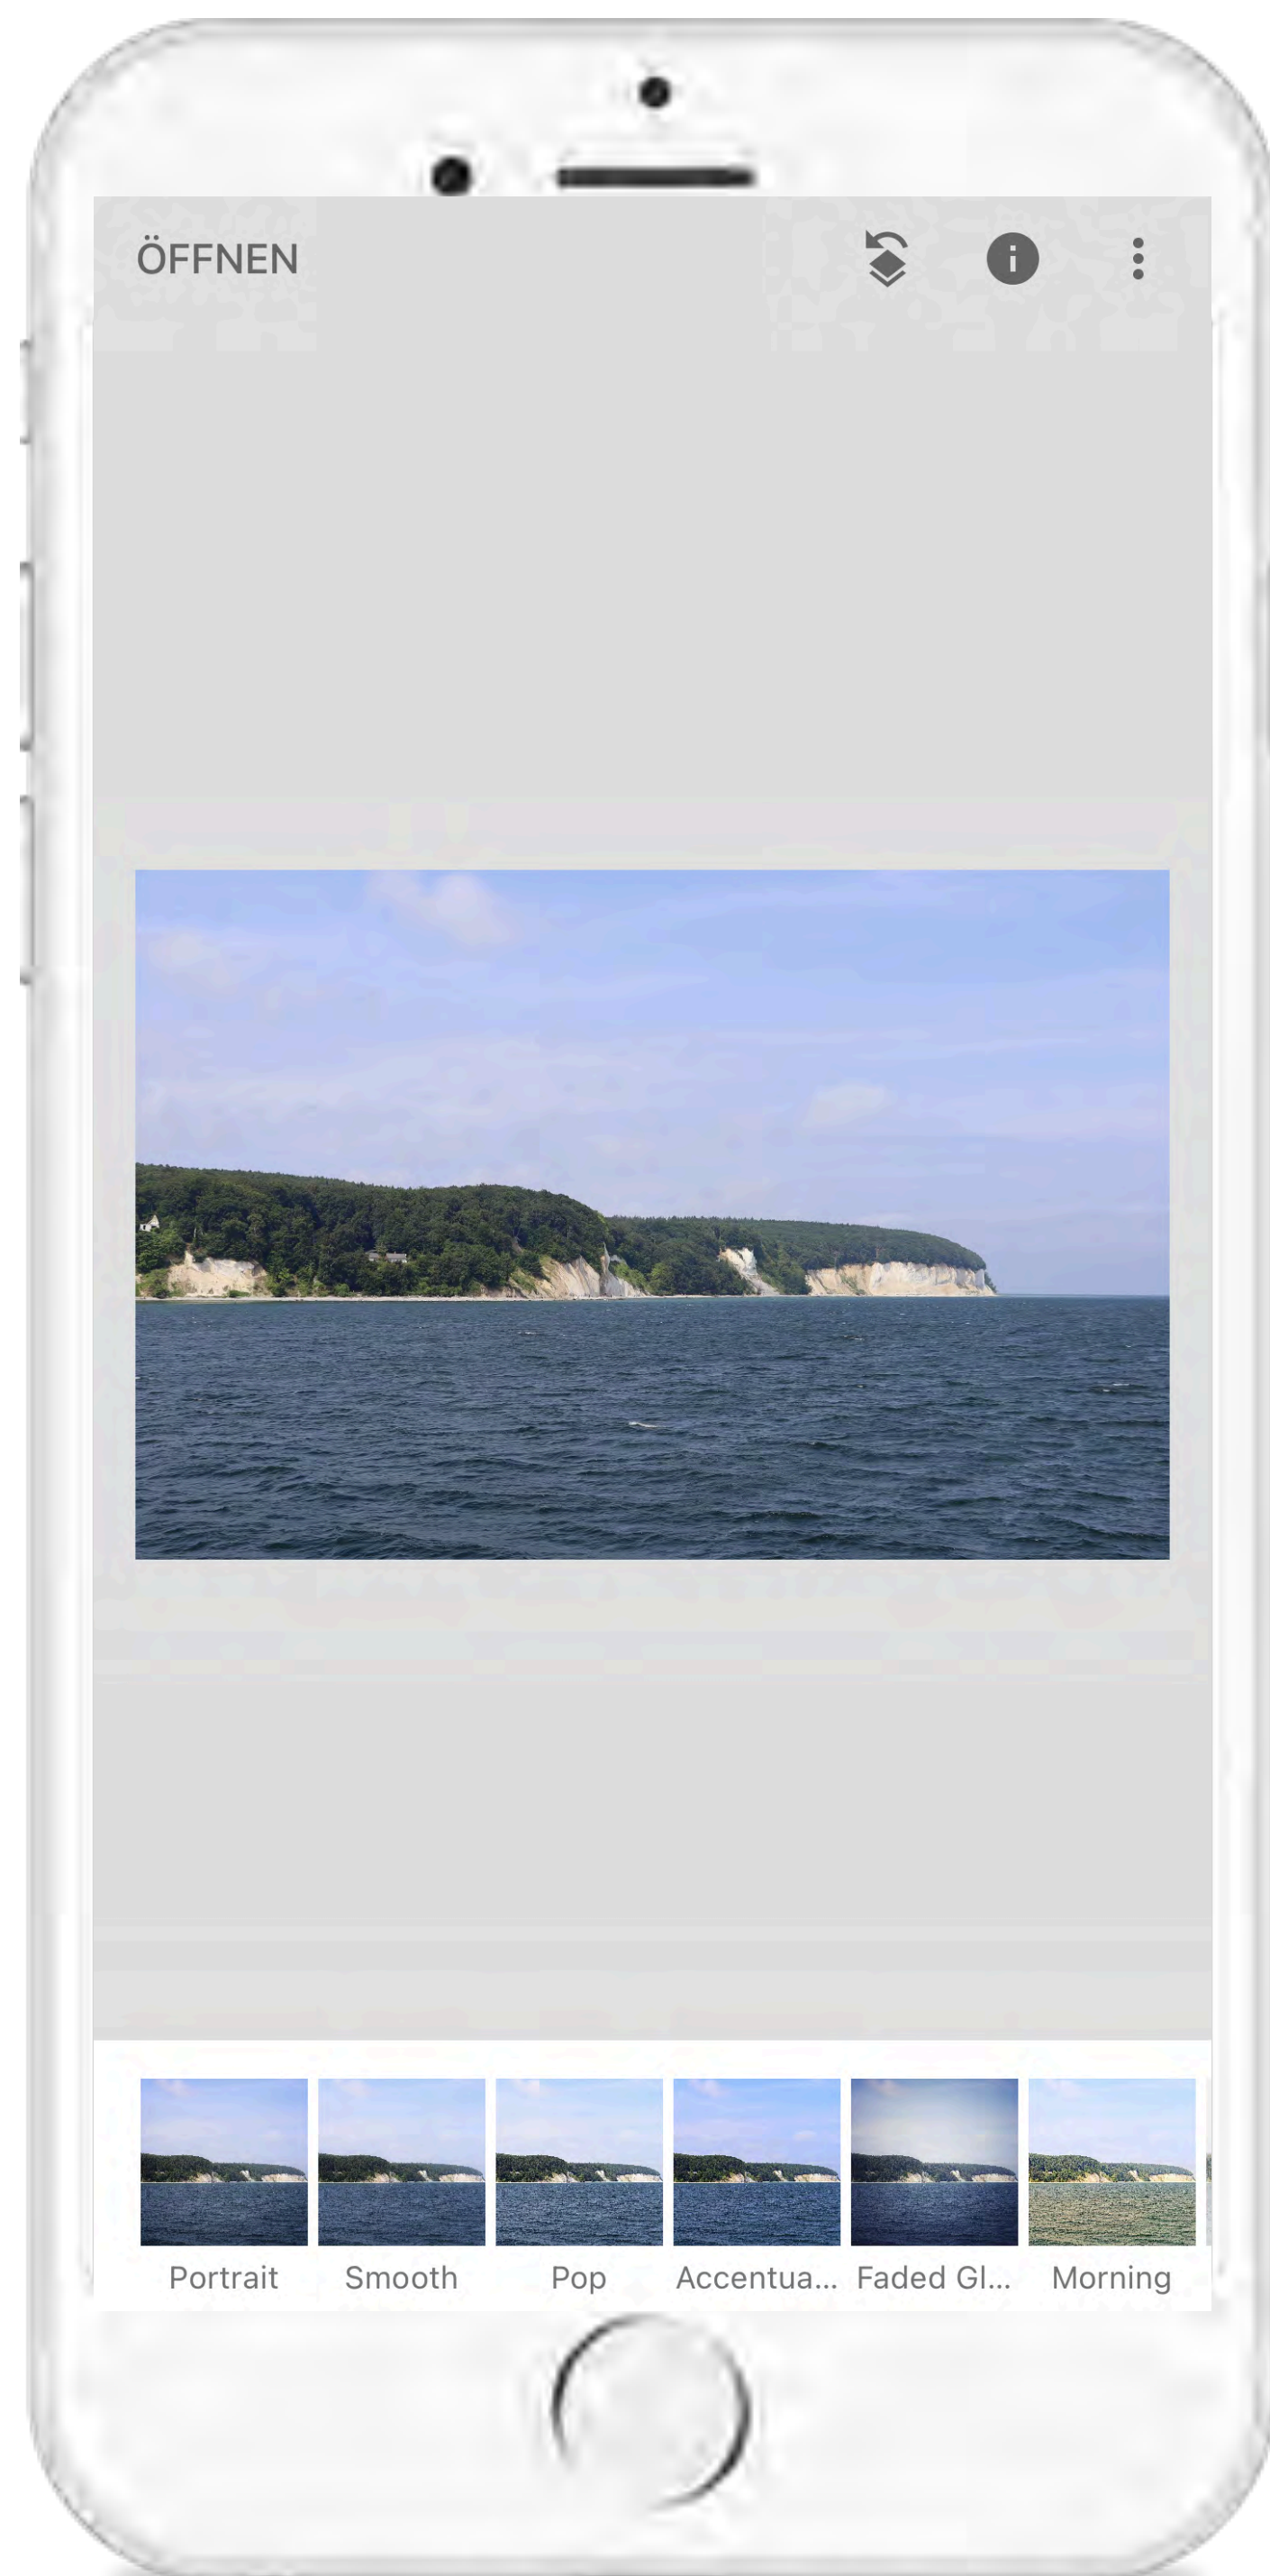 ÖFFNEN
Portrait
Smooth
Pop
Accentua...
Faded Gl...
Morning